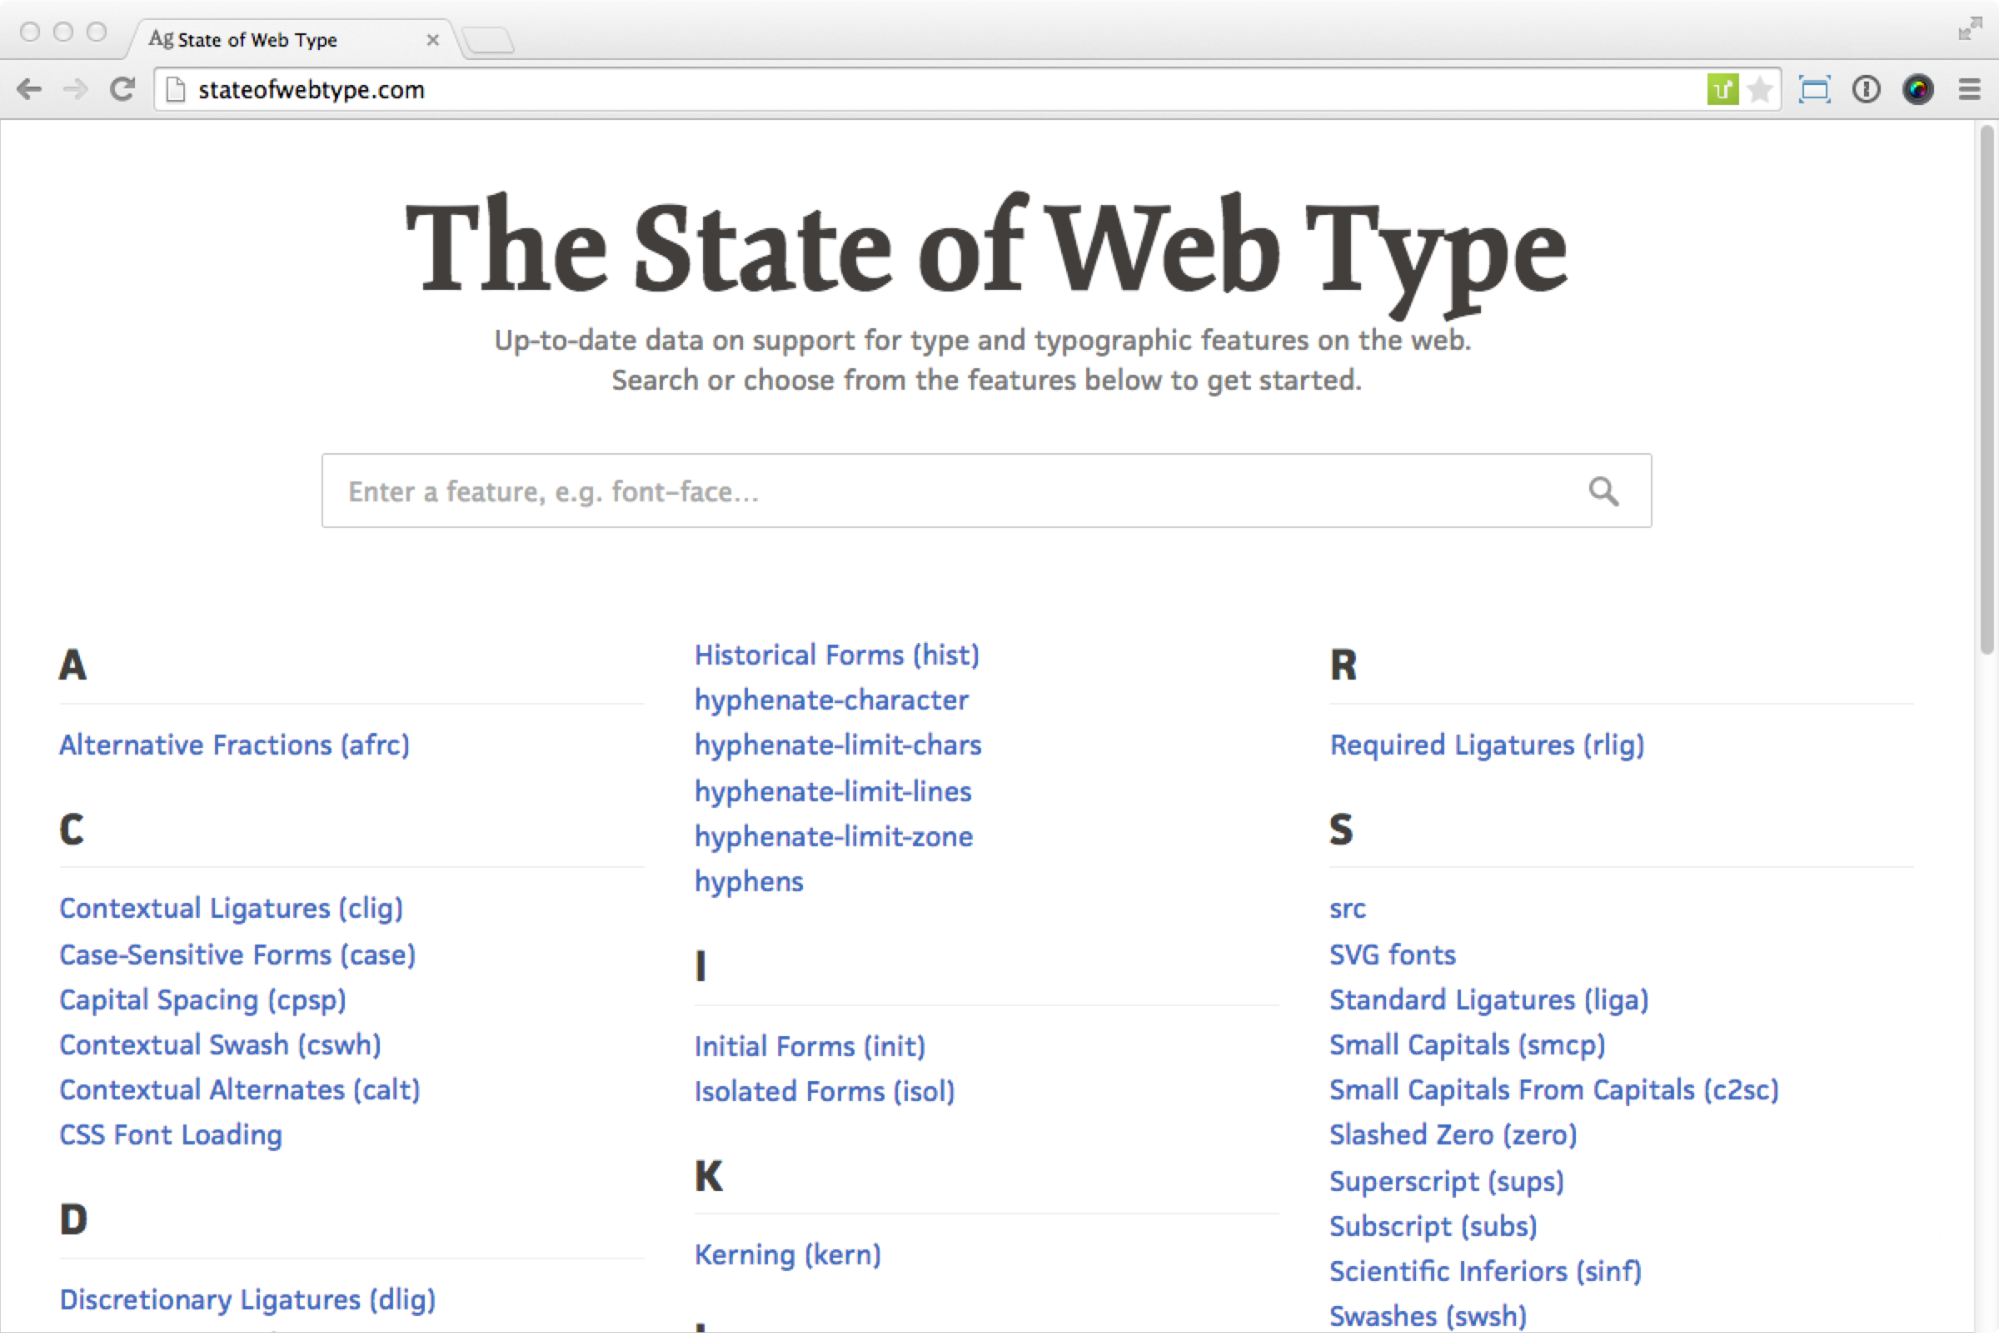 Ag State of Web Type
stateofwebtype.com
The State of Web Type
Up-to-date data on support for type and typographic features on the web.
Search or choose from the features below to get started.
Enter a feature, e.g. font-face...
A
Alternative Fractions (afrc)
C
Contextual Ligatures (clig)
Case-Sensitive Forms (case)
Capital Spacing (cpsp)
Contextual Swash (cswh)
Contextual Alternates (calt)
CSS Font Loading
D
Discretionary Ligatures (dlig)
Historical Forms (hist)
hyphenate-character
hyphenate-limit-chars
hyphenate-limit-lines
hyphenate-limit-zone
hyphens
I
Initial Forms (init)
Isolated Forms (isol)
K
Kerning (kern)
R
Required Ligatures (rlig)
S
src
SVG fonts
Standard Ligatures (liga)
Small Capitals (smcp)
Small Capitals From Capitals (c2sc)
Slashed Zero (zero)
Superscript (sups)
Subscript (subs)
Scientific Inferiors (sinf)
Swashes (swsh)